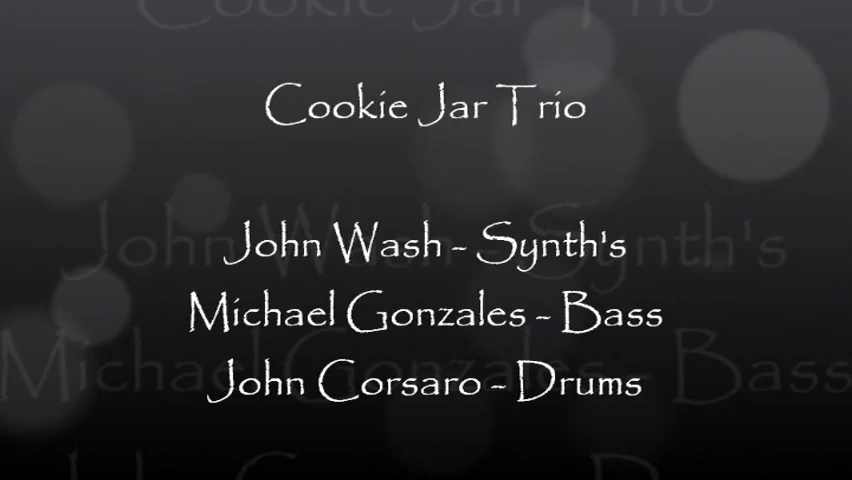 Cookie Jar Trio
John Wash - Synth's
Michael Gonzales - Bass
John Corsaro - Drums